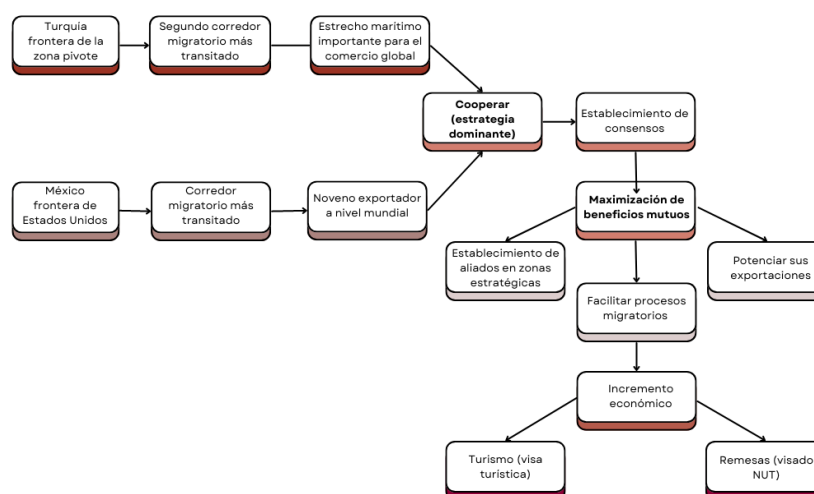 Turquia
frontera de la
zona pivote
Segundo corredor
migratorio más
transitado
Estrecho marítimo
importante para el
comercio global
Cooperar
(estrategia
dominante)
Establecimiento de
consensos
México
frontera de
Estados Unidos
Corredor
migratorio más
transitado
Noveno exportador
a nivel mundial
Maximización de
beneficios mutuos
Establecimiento de
aliados en zonas
estratégicas
Potenciar sus
exportaciones
Facilitar procesos
migratorios
Incremento
económico
Turismo (visa
turistica)
Remesas (visado
NUT)